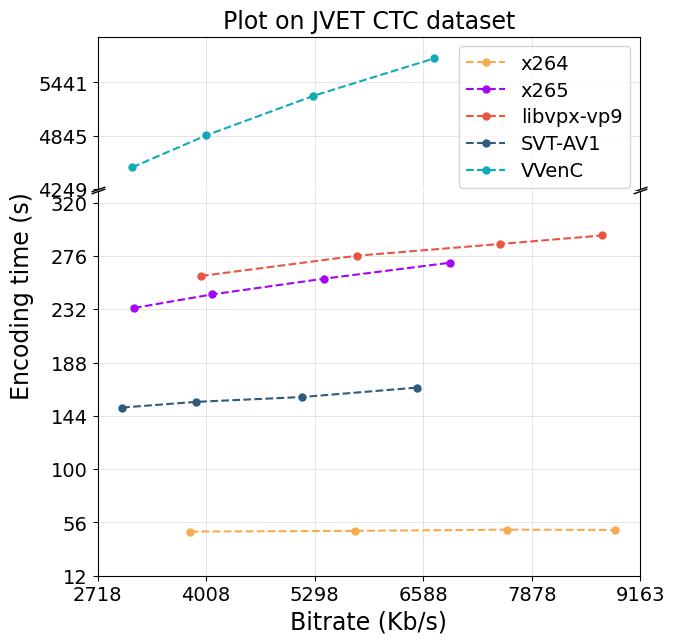 Plot on JVET CTC dataset
x264
x265
libvpx-vp9
SVT-AV1
VVenC
5441
4845
4249
320
276
232
188
144
100
56
12
Encoding time (s)
2718 4008 5298 6588 7878 9163
Bitrate (Kb/s)